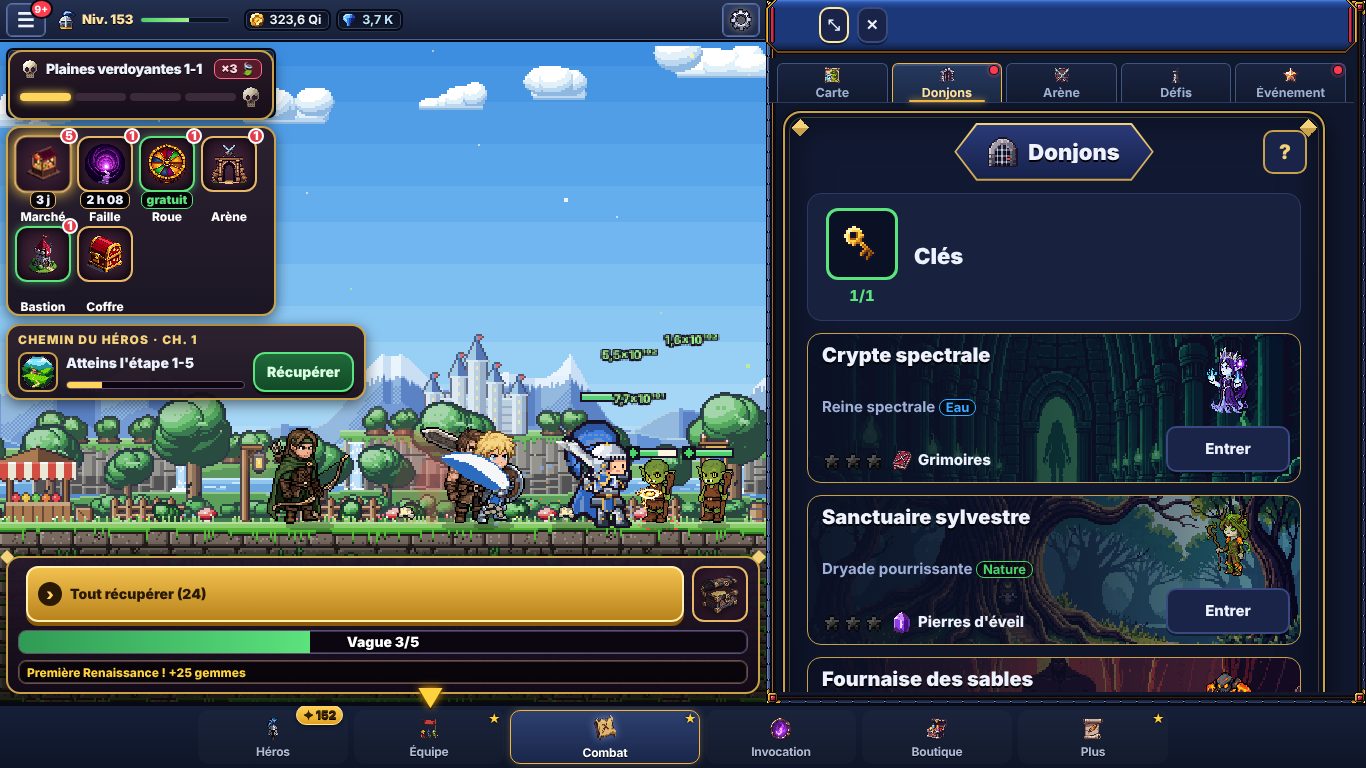 9+
Niv. 153
323,6 Qi
3,7 K
Plaines verdoyantes 1-1
×3
5
1
1
1
3 j
2 h 08
gratuit
Marché
Faille
Roue
Arène
1
Bastion
Coffre
CHEMIN DU HÉROS · CH. 1
Atteins l'étape 1-5
Récupérer
Tout récupérer (24)
Vague 3/5
Première Renaissance ! +25 gemmes
Carte
Donjons
Arène
Défis
Événement
Donjons
?
Clés
1/1
Crypte spectrale
Reine spectrale Eau
Grimoires
Entrer
Sanctuaire sylvestre
Dryade pourrissante Nature
Pierres d'éveil
Entrer
Fournaise des sables
152
Héros
Équipe
Combat
Invocation
Boutique
Plus